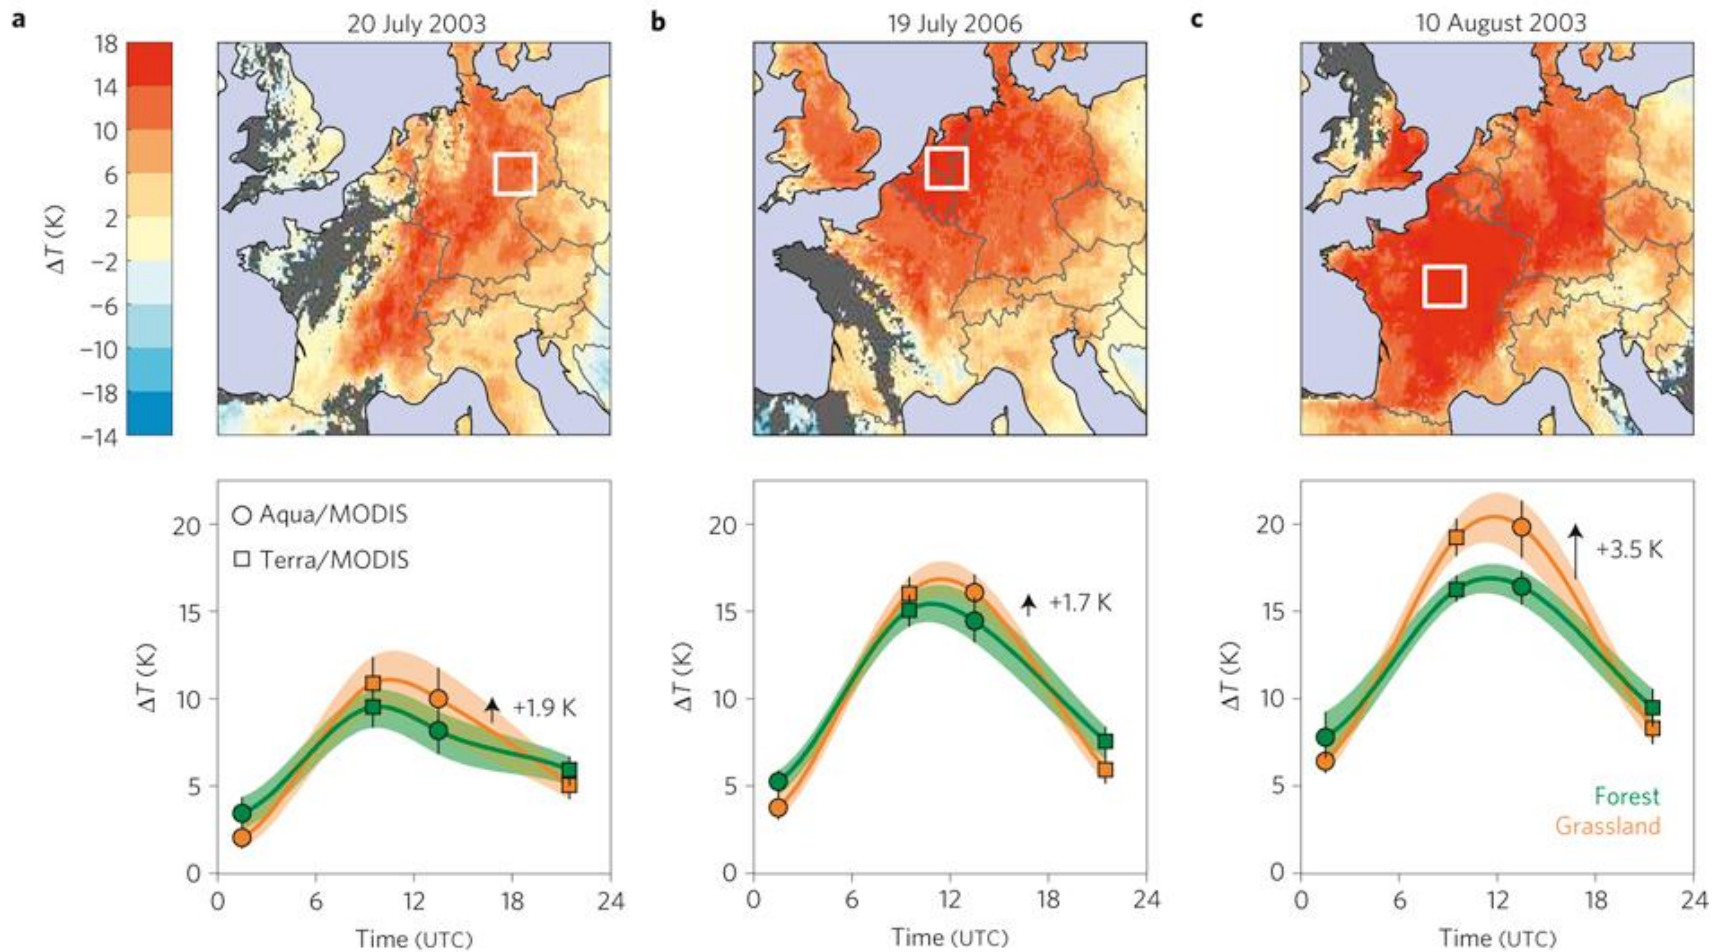 a
20 July 2003
b
19 July 2006
c
10 August 2003
18
14
10
6
2
−2
−6
−10
−18
−14
ΔT (K)
Aqua/MODIS
Terra/MODIS
20
15
10
5
0
ΔT (K)
+1.9 K
0 6 12 18 24
Time (UTC)
20
15
10
5
0
ΔT (K)
+1.7 K
0 6 12 18 24
Time (UTC)
20
15
10
5
0
ΔT (K)
+3.5 K
Forest
Grassland
0 6 12 18 24
Time (UTC)